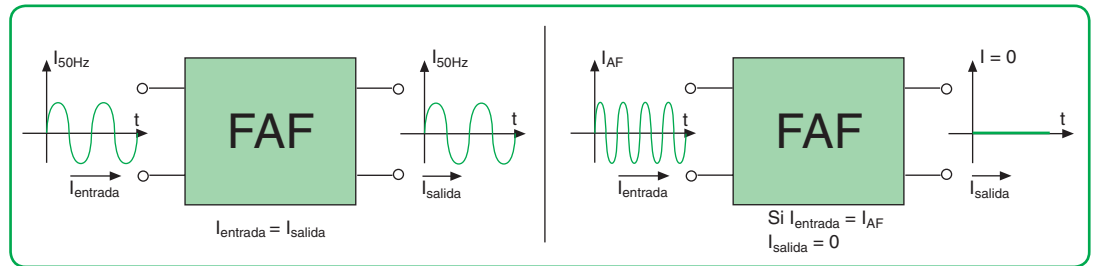 I50Hz
t
Ientrada
FAF
I50Hz
t
Isalida
Ientrada = Isalida
IAF
t
Ientrada
FAF
I = 0
t
Isalida
Si Ientrada = IAF
Isalida = 0